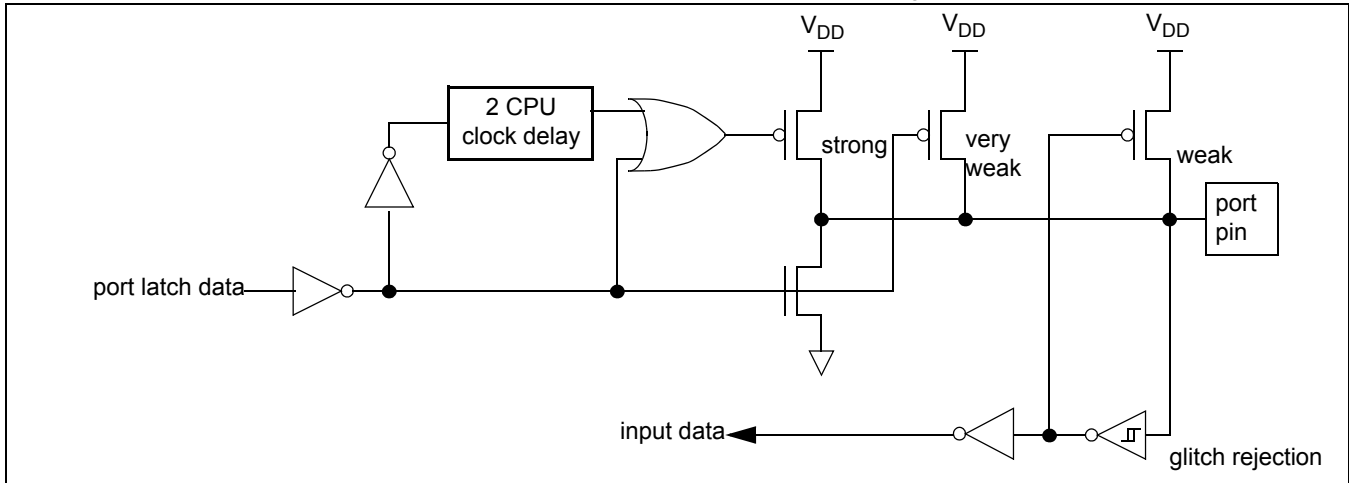 VDD
VDD
VDD
2 CPU
clock delay
strong
very
weak
weak
port
pin
port latch data
input data
glitch rejection